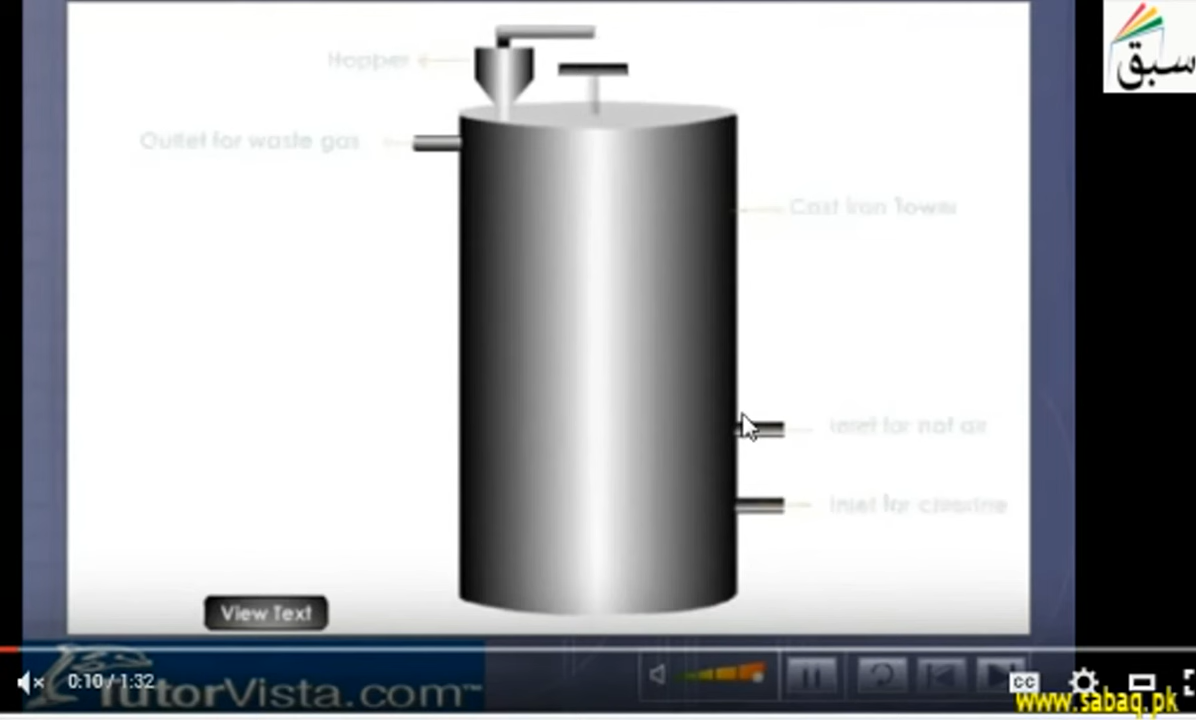 سبق
Hopper
Outlet for waste gas
Cast Iron Tower
Inlet for hot air
Inlet for chlorine
View Text
0:10 / 1:32
TutorVista.com™
CC
www.sabaq.pk